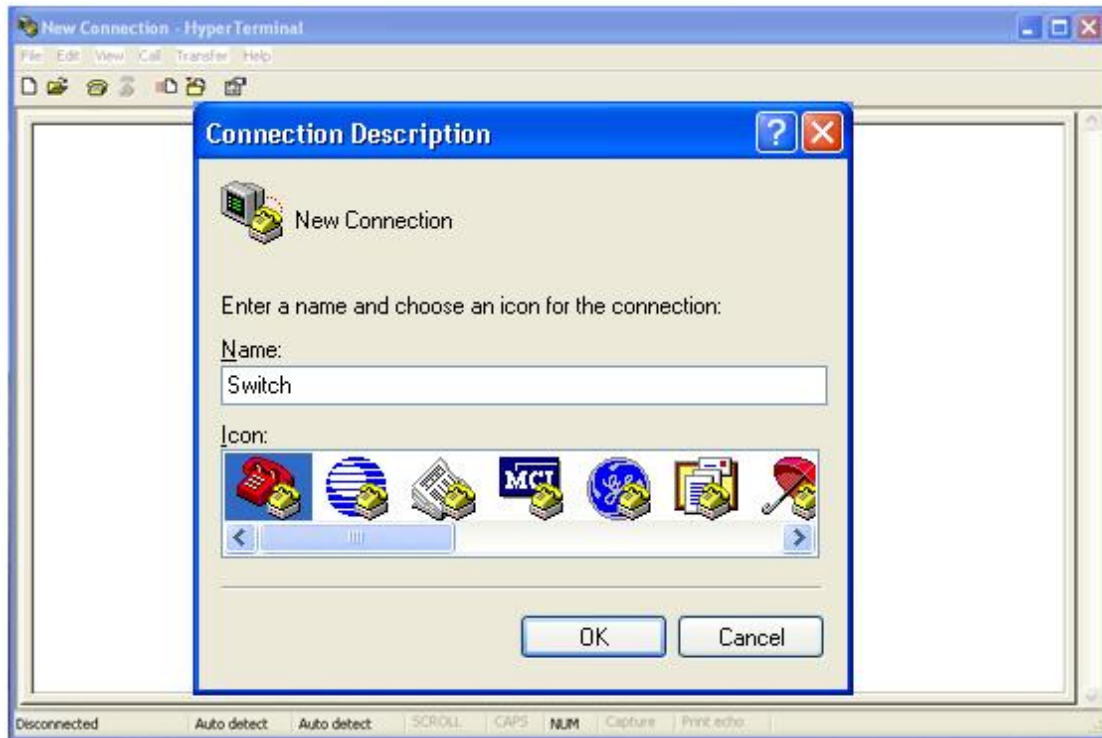 New Connection - HyperTerminal
File Edit View Call Transfer Help
Connection Description
New Connection
Enter a name and choose an icon for the connection:
Name:
Switch
Icon:
MCI
OK Cancel
Disconnected Auto detect Auto detect SCROLL CAPS NUM Capture Print echo